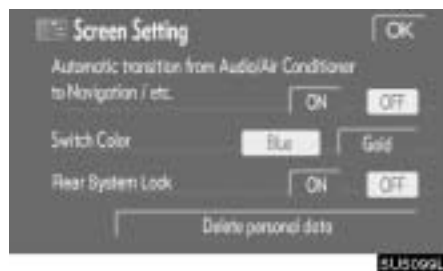 Screen Setting
OK
Automatic transition from Audio/Air Conditioner
to Navigation / etc.
ON
OFF
Switch Color
Blue
Gold
Rear System Lock
ON
OFF
Delete personal data
5U5099L